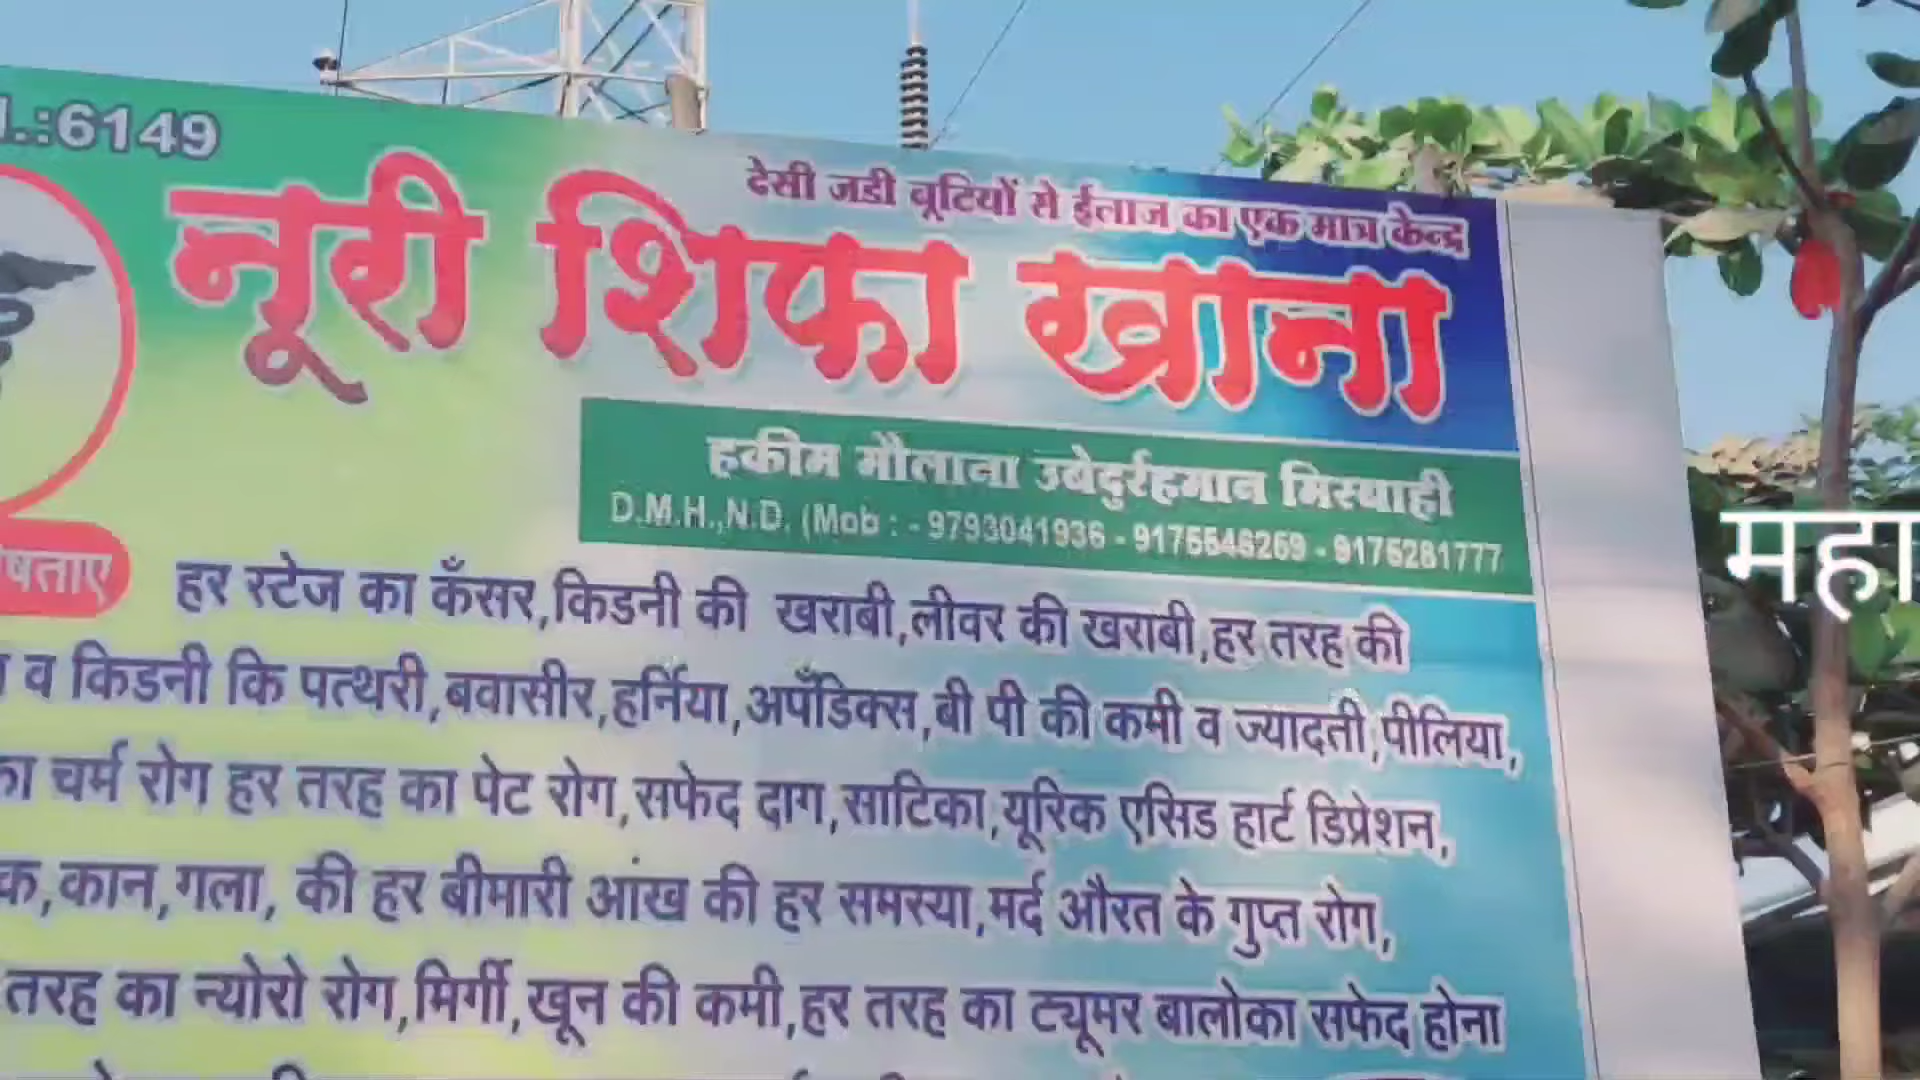 .:6149
देसी जडी बूटियों से ईलाज का एक मात्र केन्द्र
नूरी शिफा खाना
हकीम मौलाना उबेदुर्रहमान मिस्बाही
D.M.H.,N.D. (Mob : - 9793041936 - 9175546259 - 9175281777
हर स्टेज का कँसर,किडनी की खराबी,लीवर की खराबी,हर तरह की
व किडनी कि पत्थरी,बवासीर,हर्निया,अपँडिक्स,बी पी की कमी व ज्यादती,पीलिया,
का चर्म रोग हर तरह का पेट रोग,सफेद दाग,साटिका,यूरिक एसिड हार्ट डिप्रेशन,
क,कान,गला, की हर बीमारी आंख की हर समस्या,मर्द औरत के गुप्त रोग,
तरह का न्योरो रोग,मिर्गी,खून की कमी,हर तरह का ट्यूमर बालोका सफेद होना
महा